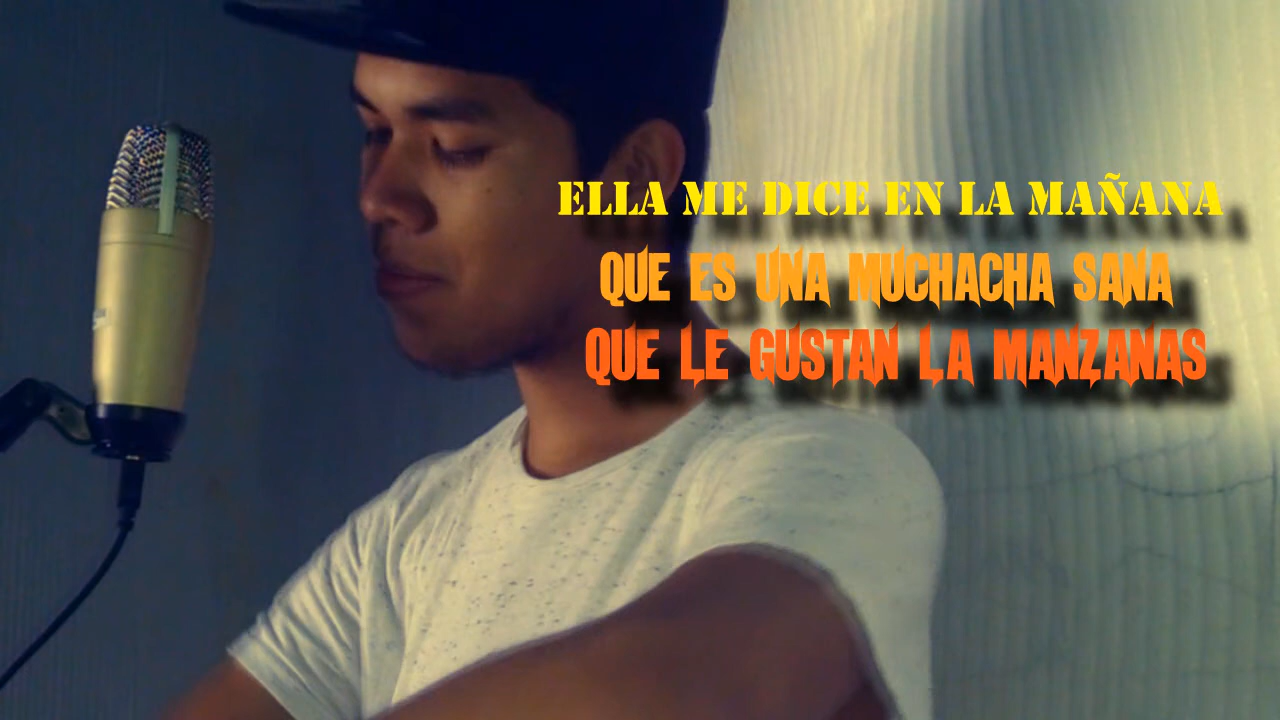 ELLA ME DICE EN LA MAÑANA
QUE ES UNA MUCHACHA SANA
QUE LE GUSTAN LA MANZANAS